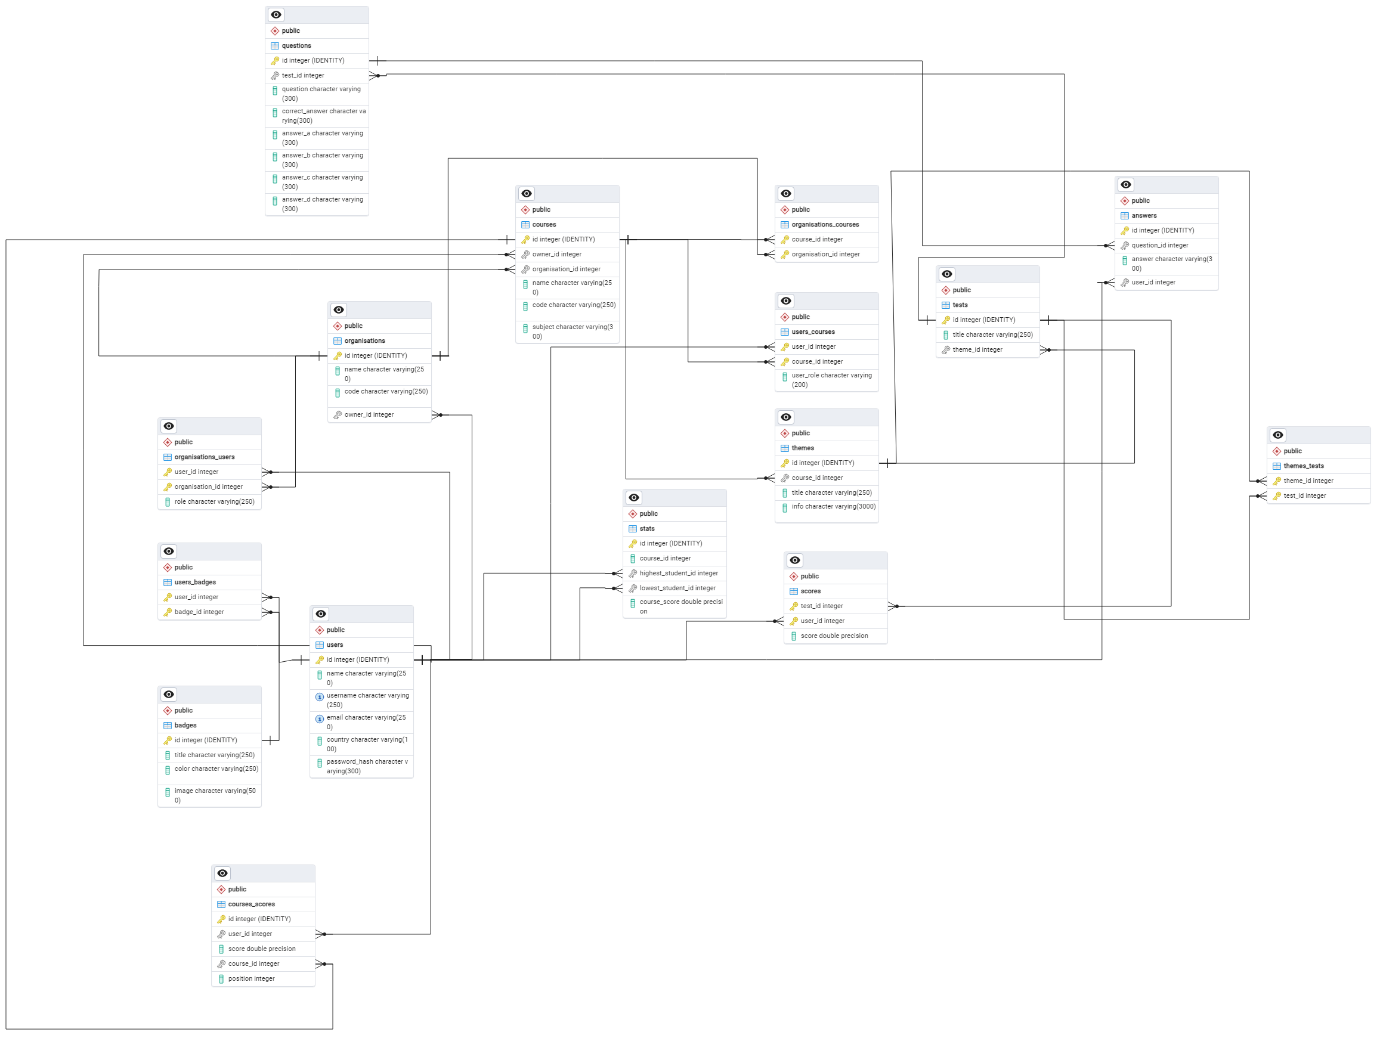 public
questions
id integer (IDENTITY)
test_id integer
question character varying
(300)
correct_answer character va
rying(300)
answer_a character varying
(300)
answer_b character varying
(300)
answer_c character varying
(300)
answer_d character varying
(300)
public
courses
id integer (IDENTITY)
owner_id integer
organisation_id integer
name character varying(25
0)
code character varying(250)
subject character varying(3
00)
public
organisations_courses
course_id integer
organisation_id integer
public
answers
id integer (IDENTITY)
question_id integer
answer character varying(3
00)
user_id integer
public
tests
id integer (IDENTITY)
title character varying(250)
theme_id integer
public
users_courses
user_id integer
course_id integer
user_role character varying
(200)
public
organisations
id integer (IDENTITY)
name character varying(25
0)
code character varying(250)
owner_id integer
public
themes
id integer (IDENTITY)
course_id integer
title character varying(250)
info character varying(3000)
public
organisations_users
user_id integer
organisation_id integer
role character varying(250)
public
themes_tests
theme_id integer
test_id integer
public
stats
id integer (IDENTITY)
course_id integer
highest_student_id integer
lowest_student_id integer
course_score double precisi
on
public
users_badges
user_id integer
badge_id integer
public
scores
test_id integer
user_id integer
score double precision
public
users
id integer (IDENTITY)
name character varying(25
0)
username character varying
(250)
email character varying(25
0)
country character varying(1
00)
password_hash character v
arying(300)
public
badges
id integer (IDENTITY)
title character varying(250)
color character varying(250)
image character varying(50
0)
public
courses_scores
id integer (IDENTITY)
user_id integer
score double precision
course_id integer
position integer